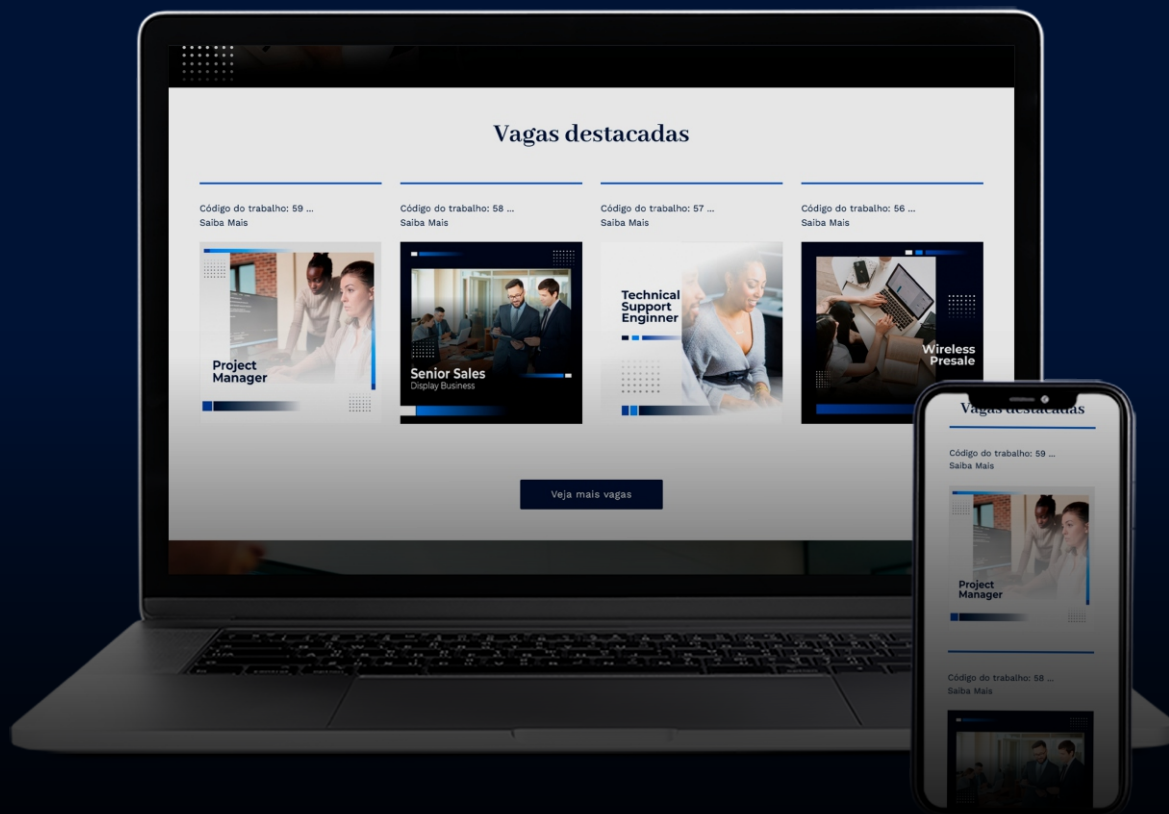 Vagas destacadas
Código do trabalho: 59 ...
Saiba Mais
Código do trabalho: 58 ...
Saiba Mais
Código do trabalho: 57 ...
Saiba Mais
Código do trabalho: 56 ...
Saiba Mais
Project
Manager
Senior Sales
Display Business
Technical
Support
Enginner
Wireless
Presale
Veja mais vagas
Vagas destacadas
Código do trabalho: 59 ...
Saiba Mais
Project
Manager
Código do trabalho: 58 ...
Saiba Mais